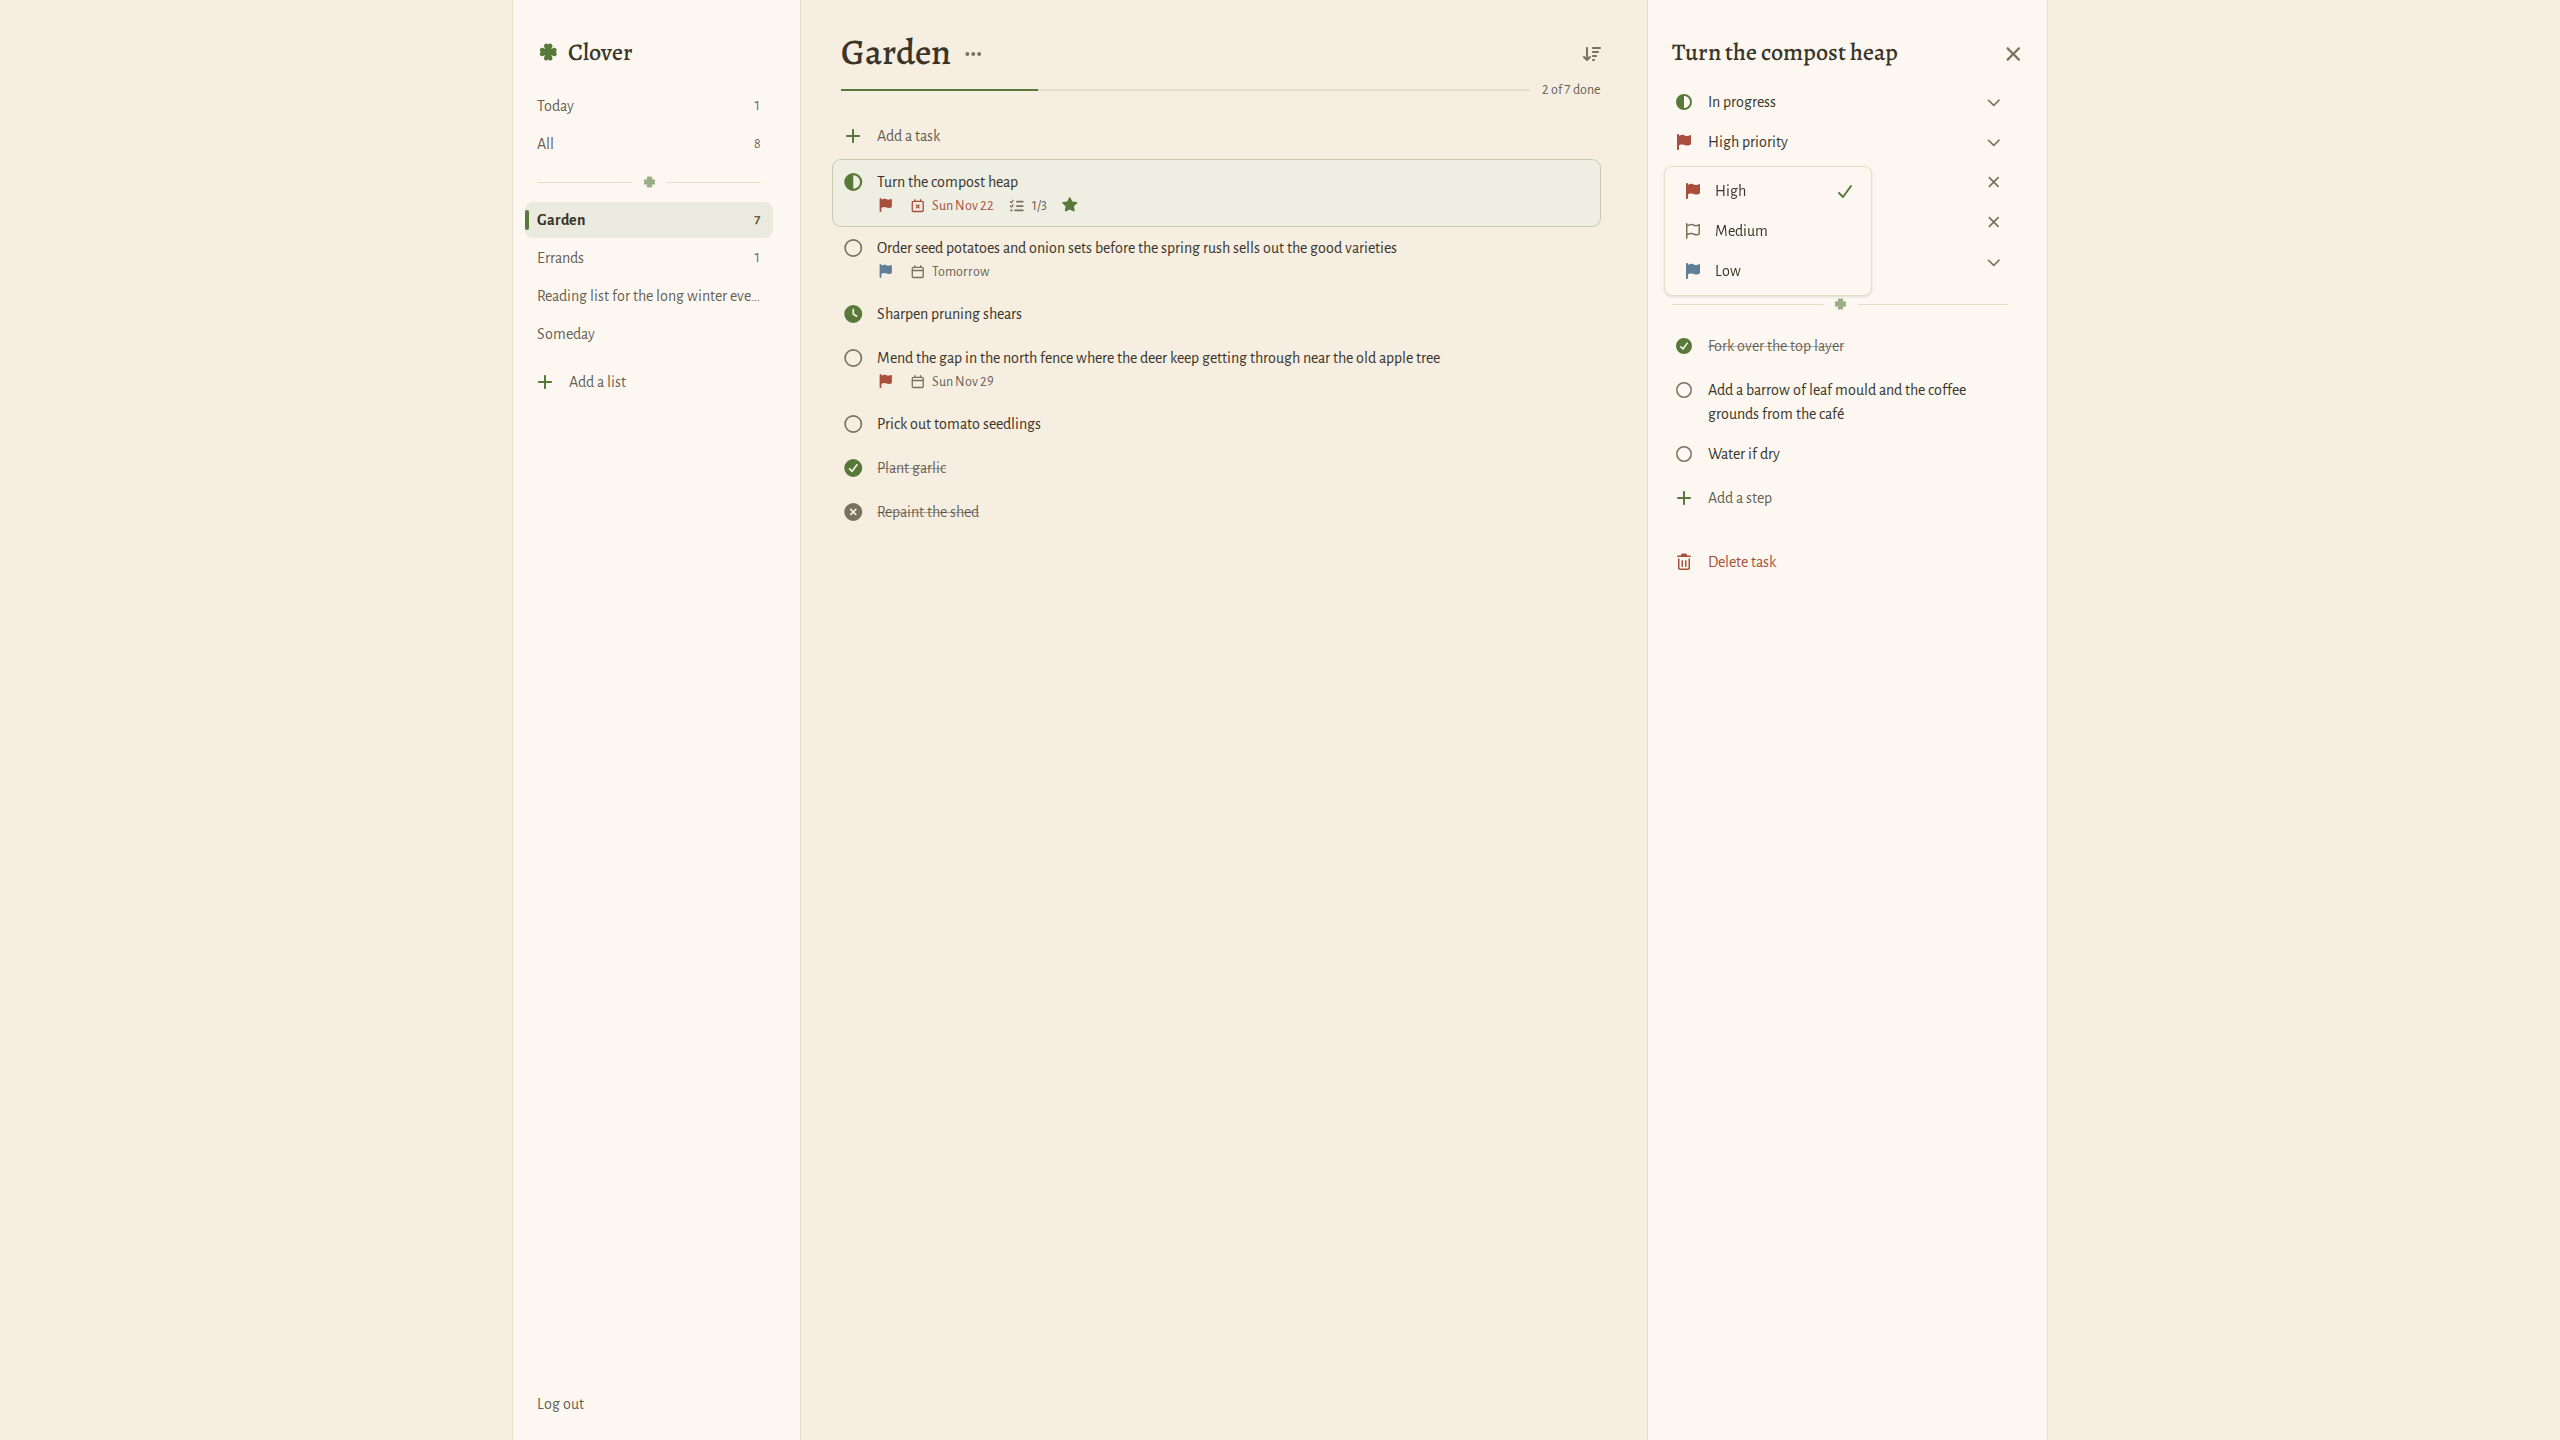 Clover
Today 1
All 8
Garden 7
Errands 1
Reading list for the long winter eve...
Someday
Add a list
Log out
Garden
2 of 7 done
Add a task
Turn the compost heap
Sun Nov 22 1/3
Order seed potatoes and onion sets before the spring rush sells out the good varieties
Tomorrow
Sharpen pruning shears
Mend the gap in the north fence where the deer keep getting through near the old apple tree
Sun Nov 29
Prick out tomato seedlings
Plant garlic
Repaint the shed
Turn the compost heap
In progress
High priority
High
Medium
Low
Fork over the top layer
Add a barrow of leaf mould and the coffee
grounds from the café
Water if dry
Add a step
Delete task